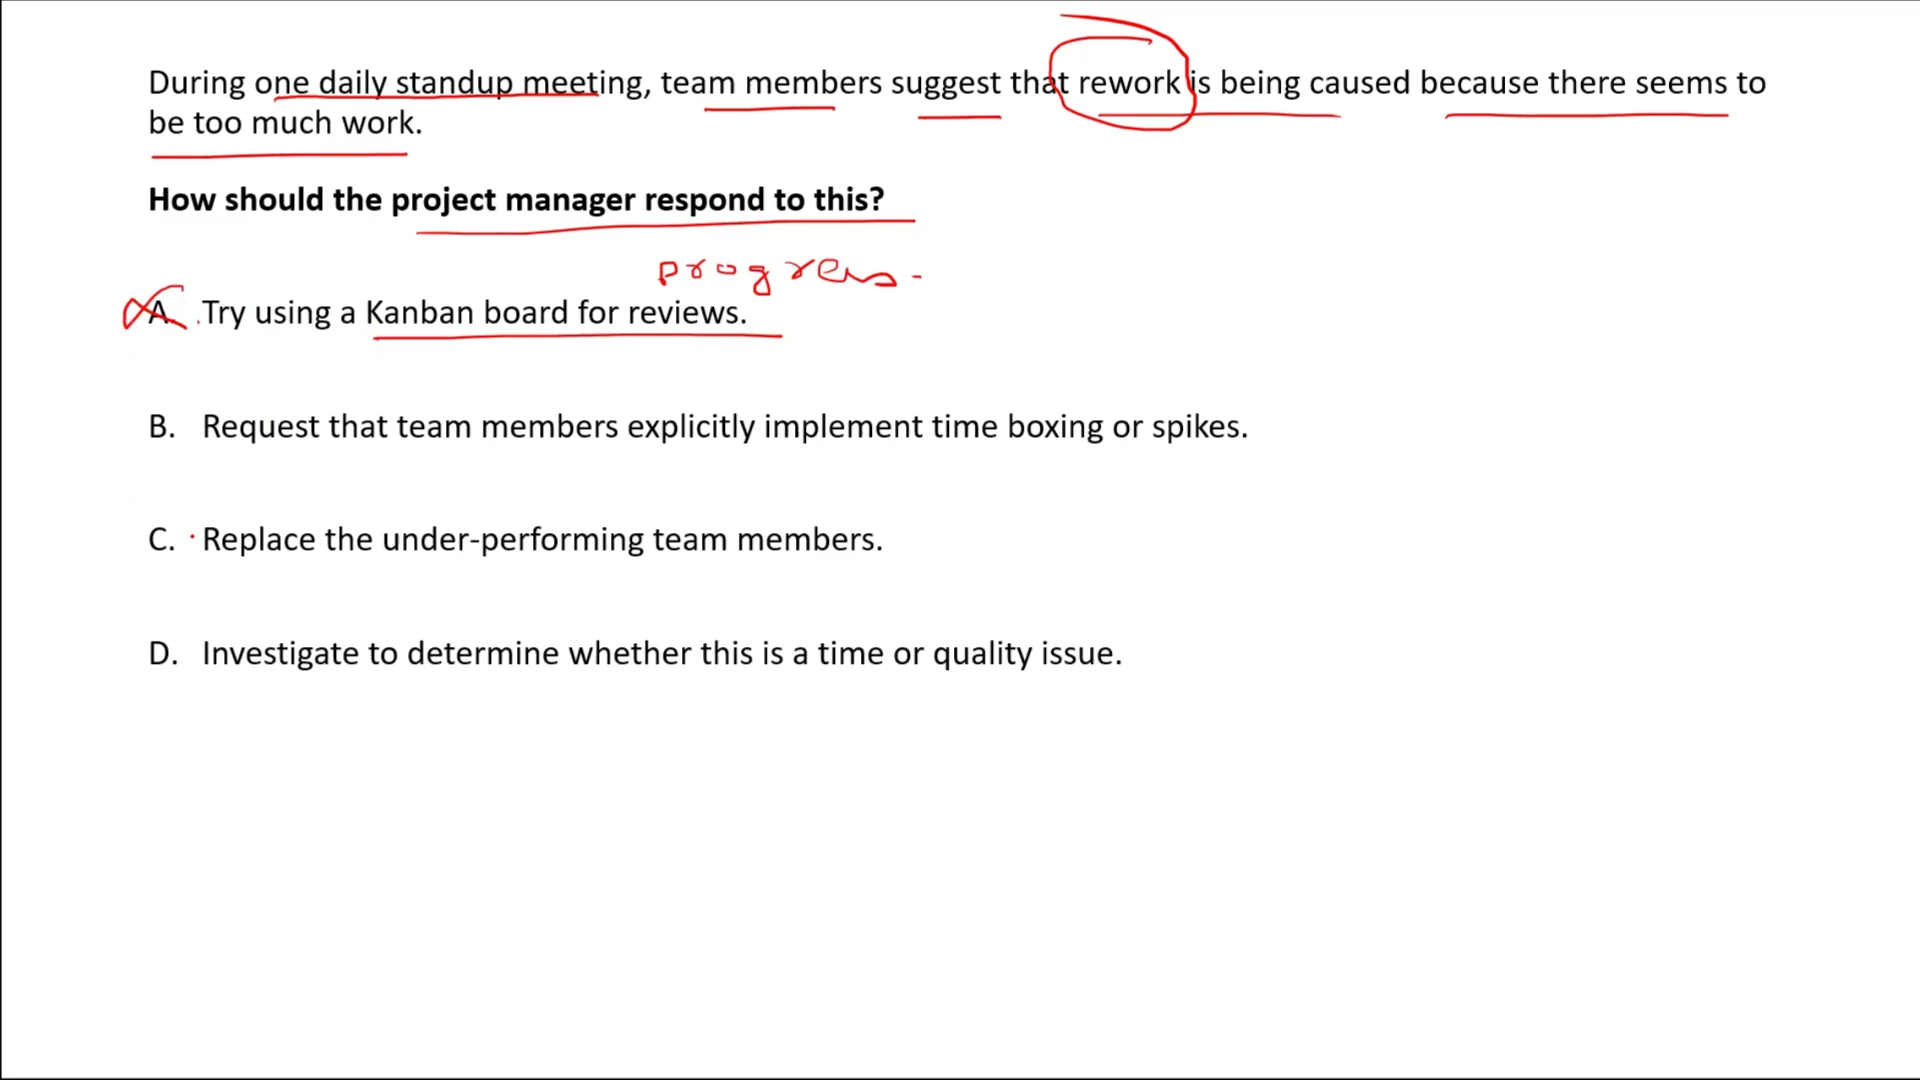 During one daily standup meeting, team members suggest that rework is being caused because there seems to
be too much work.
How should the project manager respond to this?
progress
A. Try using a Kanban board for reviews.
B. Request that team members explicitly implement time boxing or spikes.
C. Replace the under-performing team members.
D. Investigate to determine whether this is a time or quality issue.